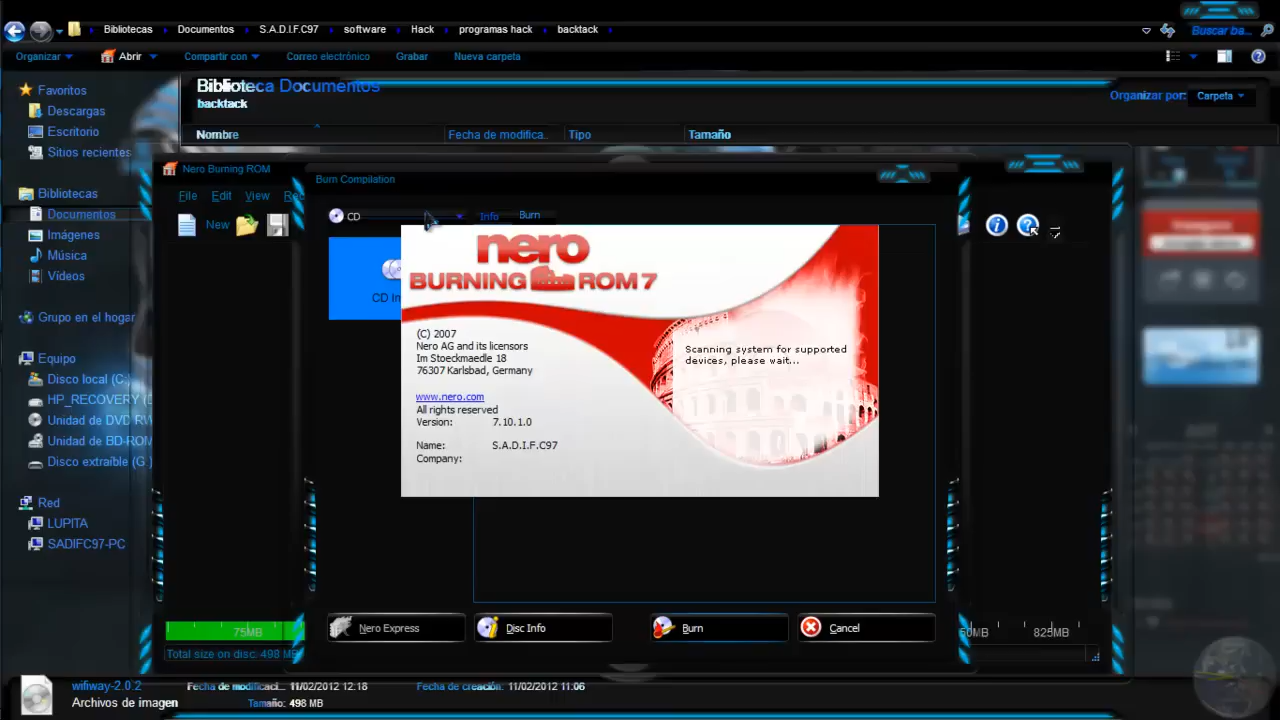 Bibliotecas Documentos S.A.D.I.F.C97 software Hack programas hack backtack Buscar ba...
Organizar Abrir Compartir con Correo electrónico Grabar Nueva carpeta
Favoritos
Descargas
Escritorio
Sitios recientes
Bibliotecas
Documentos
Imágenes
Música
Vídeos
Grupo en el hogar
Equipo
Disco local (C:
HP_RECOVERY (
Unidad de DVD RW
Unidad de BD-ROM
Disco extraíble (G
Red
LUPITA
SADIFC97-PC
Biblioteca Documentos
backtack
Organizar por: Carpeta
Nombre Fecha de modifica... Tipo Tamaño
Nero Burning ROM
File Edit View
New
Burn Compilation
CD
Info Burn
nero
BURNING ROM 7
(C) 2007
Nero AG and its licensors
Im Stoeckmaedle 18
76307 Karlsbad, Germany
www.nero.com
All rights reserved
Version: 7.10.1.0
Name: S.A.D.I.F.C97
Company:
Scanning system for supported
devices, please wait...
Nero Express Disc Info Burn Cancel
75MB 825MB
Total size on disc: 498 MB
wifiway-2.0.2 Fecha de modificaci... 11/02/2012 12:18 Fecha de creación: 11/02/2012 11:06
Archivos de imagen Tamaño: 498 MB